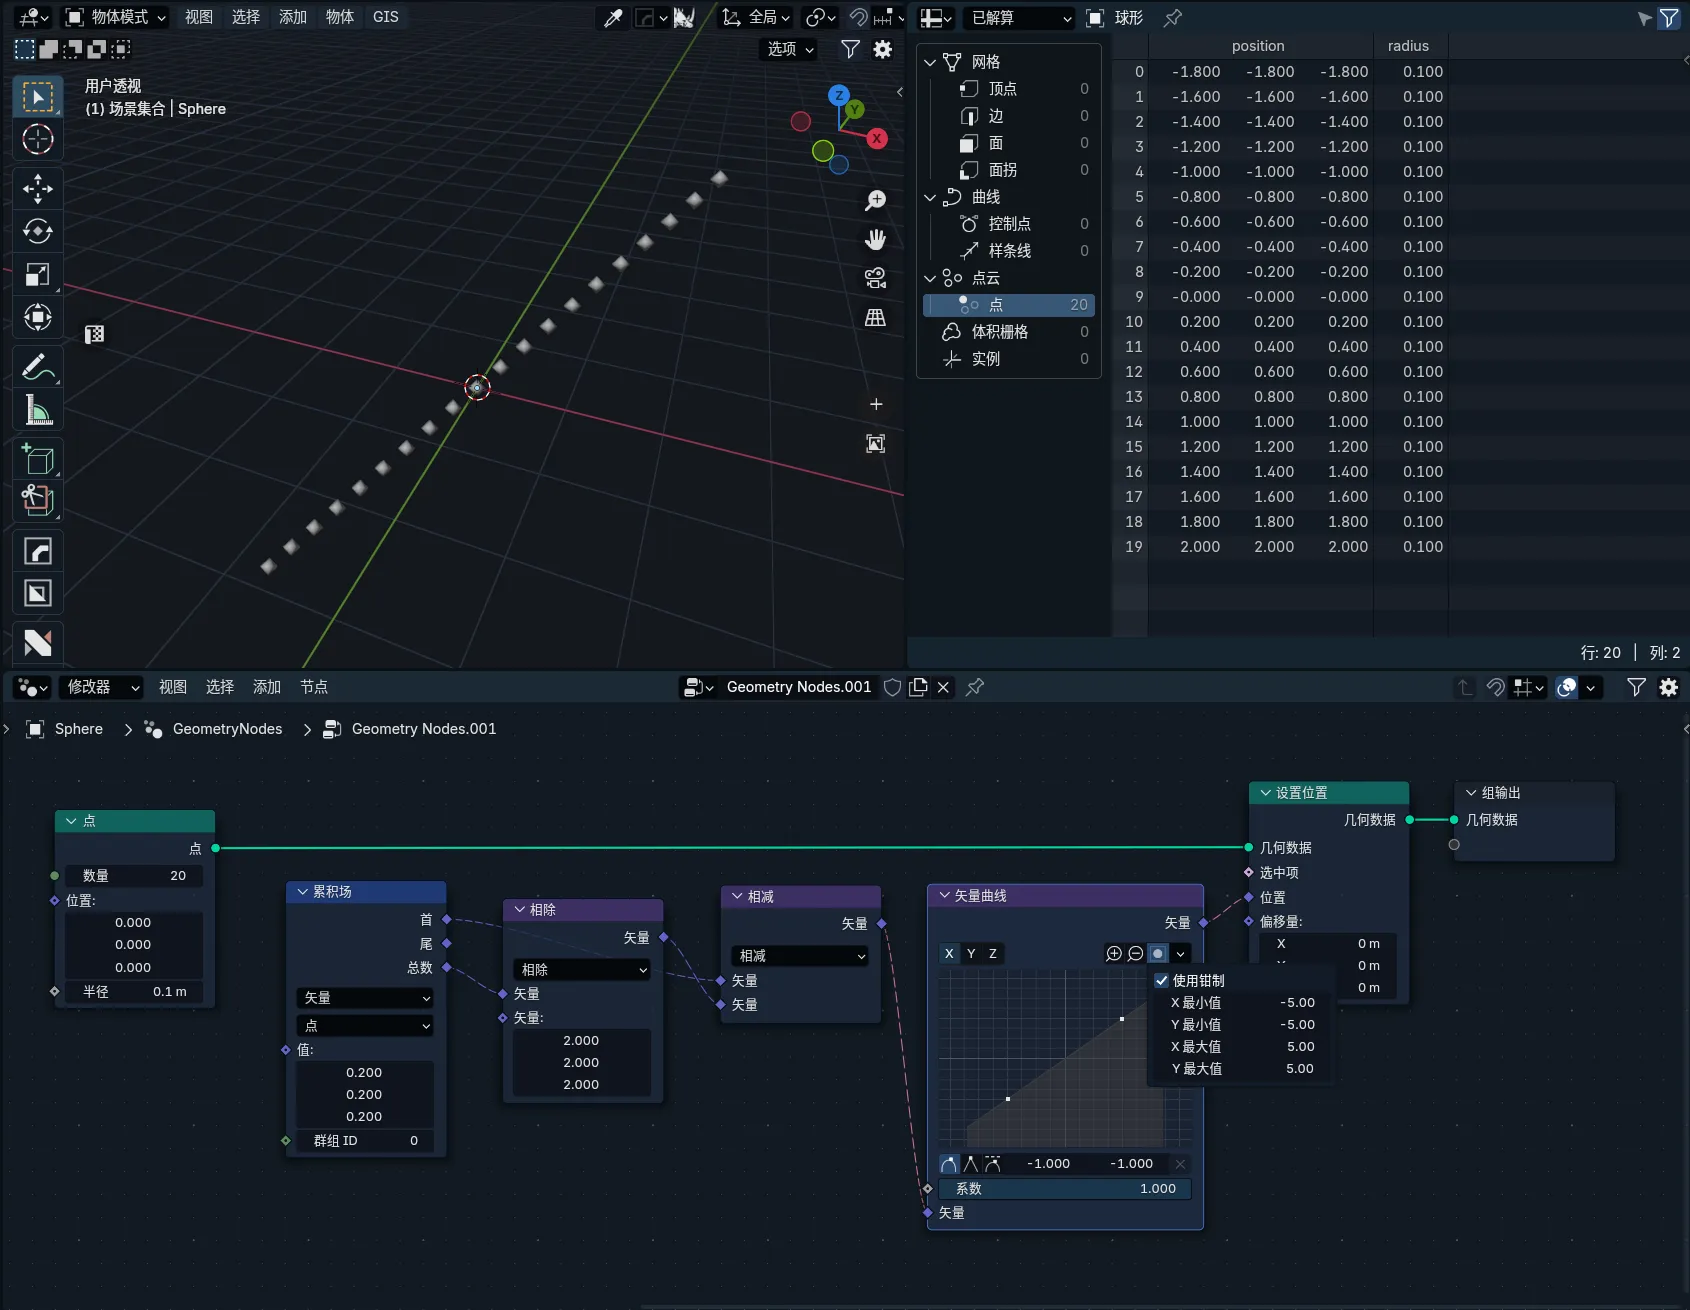 物体模式 视图 选择 添加 物体 GIS 全局
选项
用户透视
(1) 场景集合 | Sphere
Z
Y
X
已解算 球形
网格
顶点 0
边 0
面 0
面拐 0
曲线
控制点 0
样条线 0
点云
点 20
体积栅格 0
实例 0
position radius
0 -1.800 -1.800 -1.800 0.100
1 -1.600 -1.600 -1.600 0.100
2 -1.400 -1.400 -1.400 0.100
3 -1.200 -1.200 -1.200 0.100
4 -1.000 -1.000 -1.000 0.100
5 -0.800 -0.800 -0.800 0.100
6 -0.600 -0.600 -0.600 0.100
7 -0.400 -0.400 -0.400 0.100
8 -0.200 -0.200 -0.200 0.100
9 -0.000 -0.000 -0.000 0.100
10 0.200 0.200 0.200 0.100
11 0.400 0.400 0.400 0.100
12 0.600 0.600 0.600 0.100
13 0.800 0.800 0.800 0.100
14 1.000 1.000 1.000 0.100
15 1.200 1.200 1.200 0.100
16 1.400 1.400 1.400 0.100
17 1.600 1.600 1.600 0.100
18 1.800 1.800 1.800 0.100
19 2.000 2.000 2.000 0.100
行: 20 | 列: 2
修改器 视图 选择 添加 节点 Geometry Nodes.001
Sphere GeometryNodes Geometry Nodes.001
点
点
数量 20
位置:
0.000
0.000
0.000
半径 0.1 m
累积场
首
尾
总数
矢量
点
值:
0.200
0.200
0.200
群组 ID 0
相除
矢量
相除
矢量
矢量:
2.000
2.000
2.000
相减
矢量
相减
矢量
矢量
矢量曲线
矢量
X Y Z
使用钳制
X 最小值 -5.00
Y 最小值 -5.00
X 最大值 5.00
Y 最大值 5.00
-1.000 -1.000
系数 1.000
矢量
设置位置
几何数据
几何数据
选中项
位置
偏移量:
X 0 m
0 m
0 m
组输出
几何数据